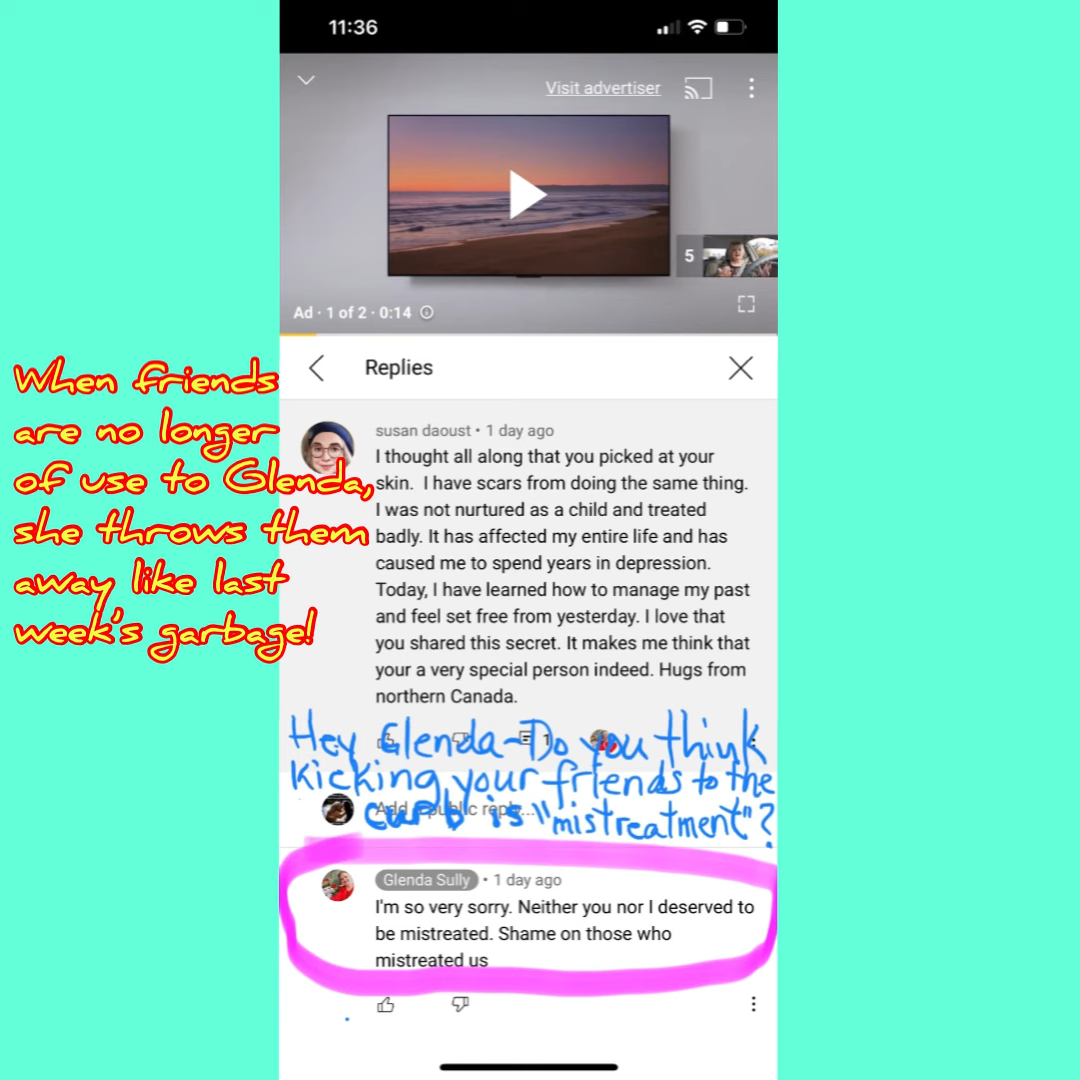 11:36
Visit advertiser
5
Ad · 1 of 2 · 0:14
Replies
When friends
are no longer
of use to Glenda,
she throws them
away like last
week's garbage!
susan daoust · 1 day ago
I thought all along that you picked at your
skin.  I have scars from doing the same thing.
I was not nurtured as a child and treated
badly. It has affected my entire life and has
caused me to spend years in depression.
Today, I have learned how to manage my past
and feel set free from yesterday. I love that
you shared this secret. It makes me think that
your a very special person indeed. Hugs from
northern Canada.
1
Hey Glenda~Do you think
kicking your friends to the
curb is "mistreatment"?
Add a public reply...
Glenda Sully · 1 day ago
I'm so very sorry. Neither you nor I deserved to
be mistreated. Shame on those who
mistreated us